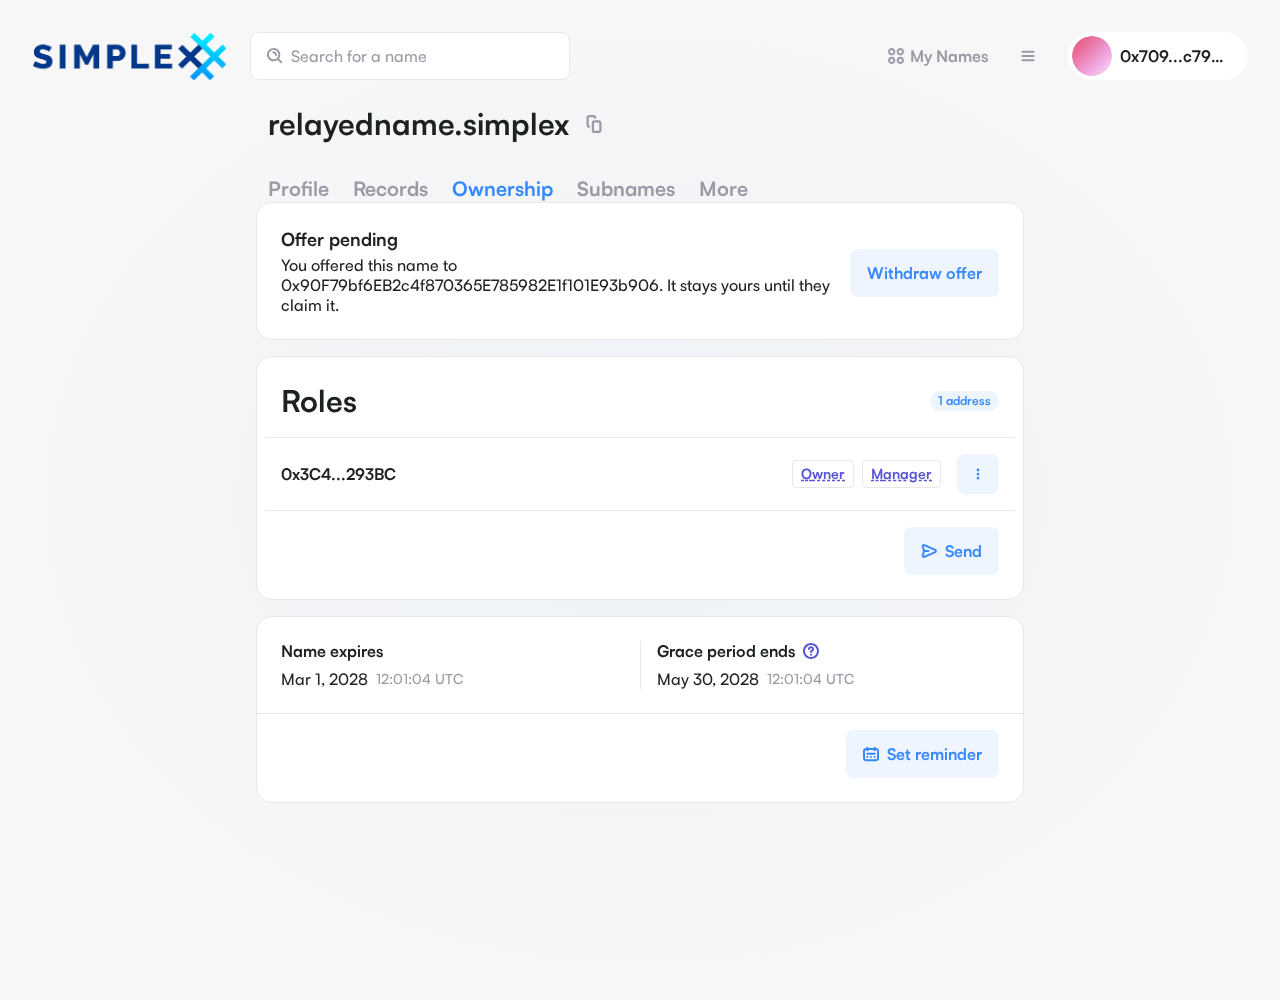 SIMPLEX
Search for a name
My Names
0x709...c79...
relayedname.simplex
Profile Records Ownership Subnames More
Offer pending
You offered this name to
0x90F79bf6EB2c4f870365E785982E1f101E93b906. It stays yours until they
claim it.
Withdraw offer
Roles
1 address
0x3C4...293BC
Owner Manager
Send
Name expires
Mar 1, 2028 12:01:04 UTC
Grace period ends
May 30, 2028 12:01:04 UTC
Set reminder